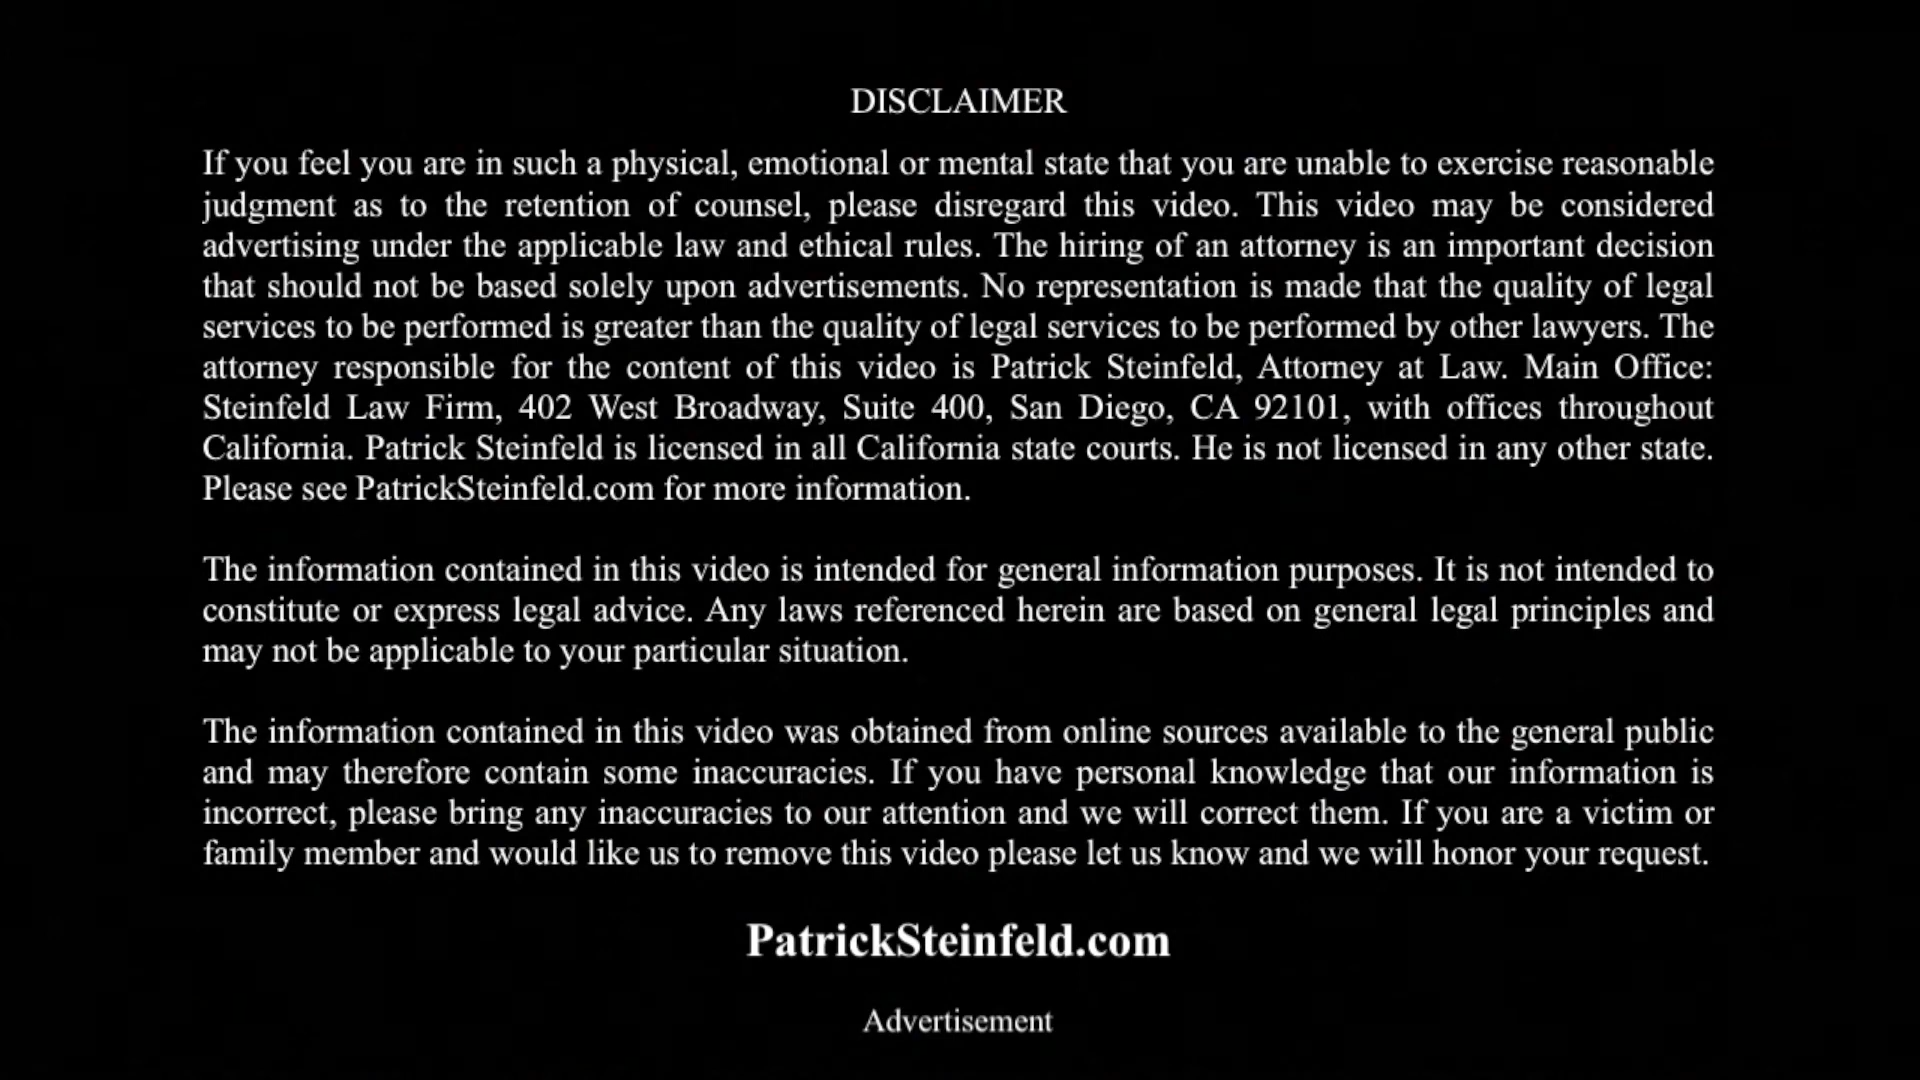 DISCLAIMER
If you feel you are in such a physical, emotional or mental state that you are unable to exercise reasonable
judgment as to the retention of counsel, please disregard this video. This video may be considered
advertising under the applicable law and ethical rules. The hiring of an attorney is an important decision
that should not be based solely upon advertisements. No representation is made that the quality of legal
services to be performed is greater than the quality of legal services to be performed by other lawyers. The
attorney responsible for the content of this video is Patrick Steinfeld, Attorney at Law. Main Office:
Steinfeld Law Firm, 402 West Broadway, Suite 400, San Diego, CA 92101, with offices throughout
California. Patrick Steinfeld is licensed in all California state courts. He is not licensed in any other state.
Please see PatrickSteinfeld.com for more information.
The information contained in this video is intended for general information purposes. It is not intended to
constitute or express legal advice. Any laws referenced herein are based on general legal principles and
may not be applicable to your particular situation.
The information contained in this video was obtained from online sources available to the general public
and may therefore contain some inaccuracies. If you have personal knowledge that our information is
incorrect, please bring any inaccuracies to our attention and we will correct them. If you are a victim or
family member and would like us to remove this video please let us know and we will honor your request.
PatrickSteinfeld.com
Advertisement